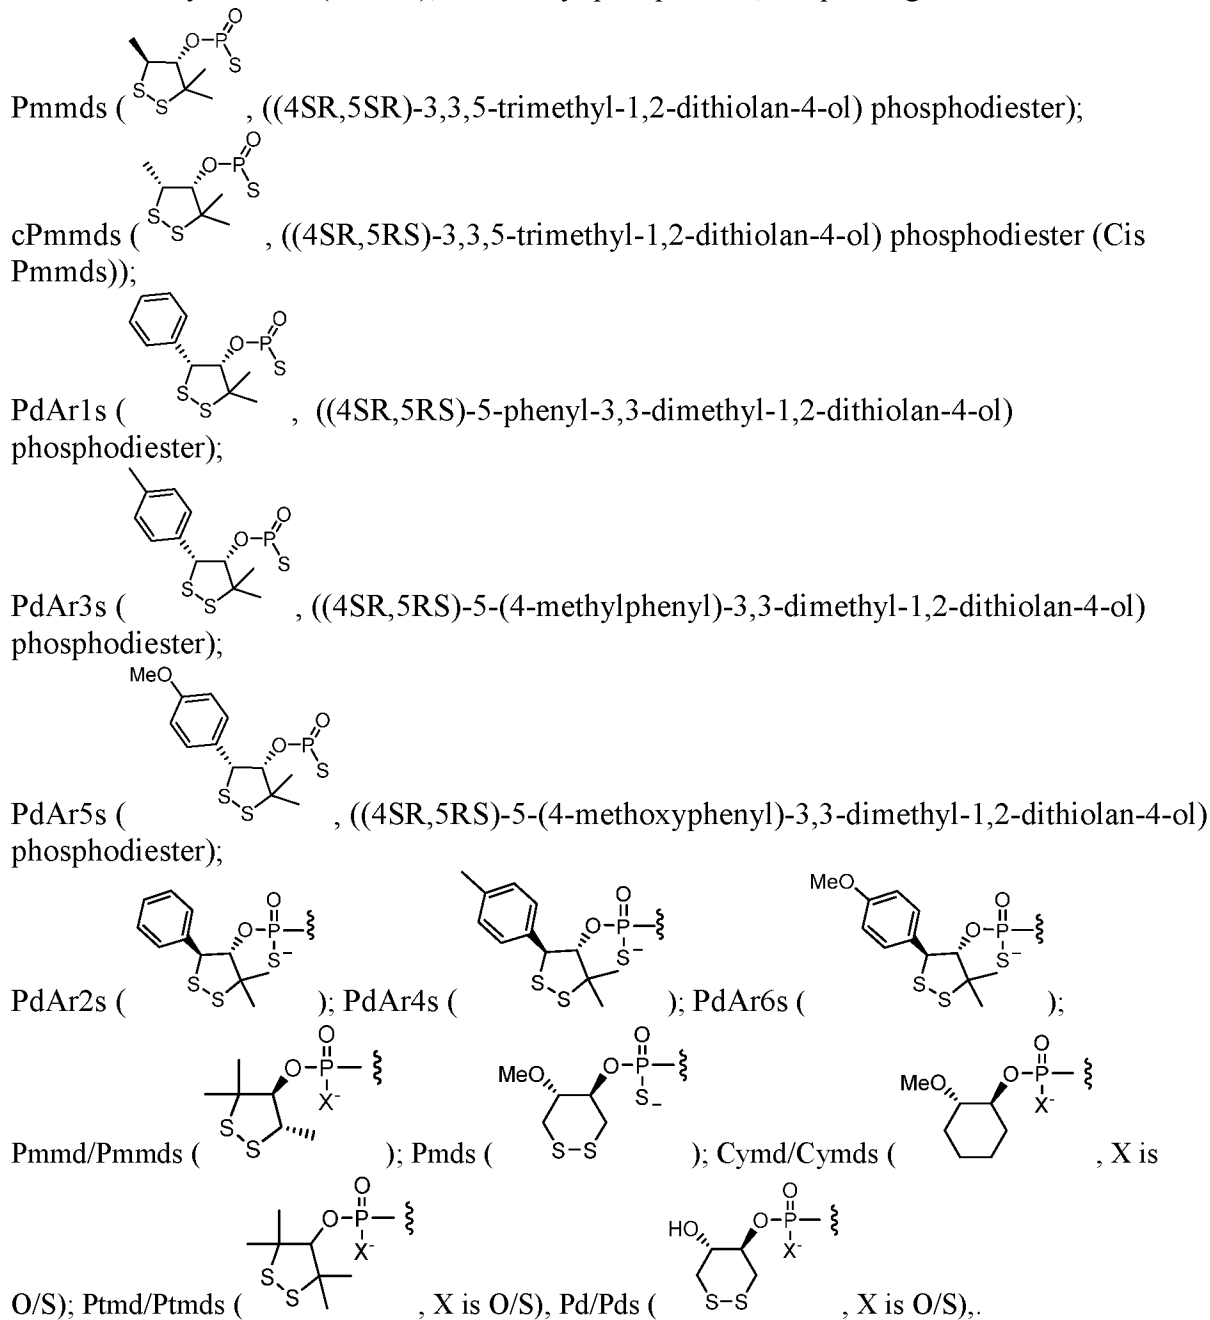 Pmmds ( , ((4SR,5SR)-3,3,5-trimethyl-1,2-dithiolan-4-ol) phosphodiester);
O P O S S S
cPmmds ( , ((4SR,5RS)-3,3,5-trimethyl-1,2-dithiolan-4-ol) phosphodiester (Cis
O P O S S S
Pmmds));
PdAr1s ( , ((4SR,5RS)-5-phenyl-3,3-dimethyl-1,2-dithiolan-4-ol)
O P O S S S
phosphodiester);
PdAr3s ( , ((4SR,5RS)-5-(4-methylphenyl)-3,3-dimethyl-1,2-dithiolan-4-ol)
O P O S S S
phosphodiester);
MeO O P O S S S
PdAr5s ( , ((4SR,5RS)-5-(4-methoxyphenyl)-3,3-dimethyl-1,2-dithiolan-4-ol)
phosphodiester);
O O P S- S S
O O P S- S S
MeO O O P S- S S
PdAr2s ( ); PdAr4s ( ); PdAr6s ( );
O O P X- S S
MeO O O P S- S-S
MeO O O P X-
Pmmd/Pmmds ( ); Pmds ( ); Cymd/Cymds ( , X is
O O P X- S S
HO O O P X- S-S
O/S); Ptmd/Ptmds ( , X is O/S), Pd/Pds ( , X is O/S),.